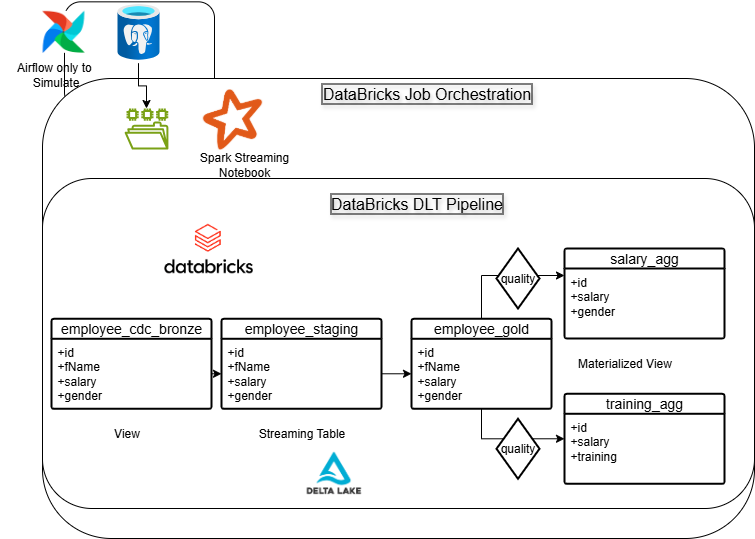 Airflow only to
Simulate
DataBricks Job Orchestration
Spark Streaming
Notebook
DataBricks DLT Pipeline
databricks
employee_cdc_bronze
+id
+fName
+salary
+gender
View
employee_staging
+id
+fName
+salary
+gender
Streaming Table
employee_gold
+id
+fName
+salary
+gender
quality
salary_agg
+id
+salary
+gender
Materialized View
quality
training_agg
+id
+salary
+training
DELTA LAKE